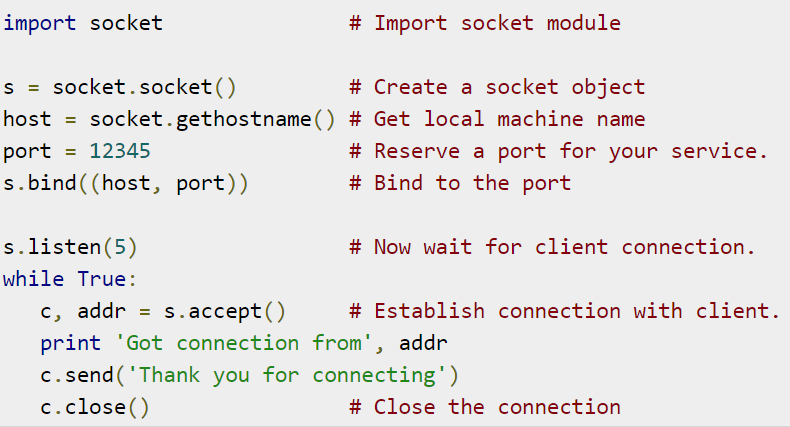 import socket               # Import socket module
s = socket.socket()         # Create a socket object
host = socket.gethostname() # Get local machine name
port = 12345                # Reserve a port for your service.
s.bind((host, port))        # Bind to the port
s.listen(5)                 # Now wait for client connection.
while True:
   c, addr = s.accept()     # Establish connection with client.
   print 'Got connection from', addr
   c.send('Thank you for connecting')
   c.close()                # Close the connection